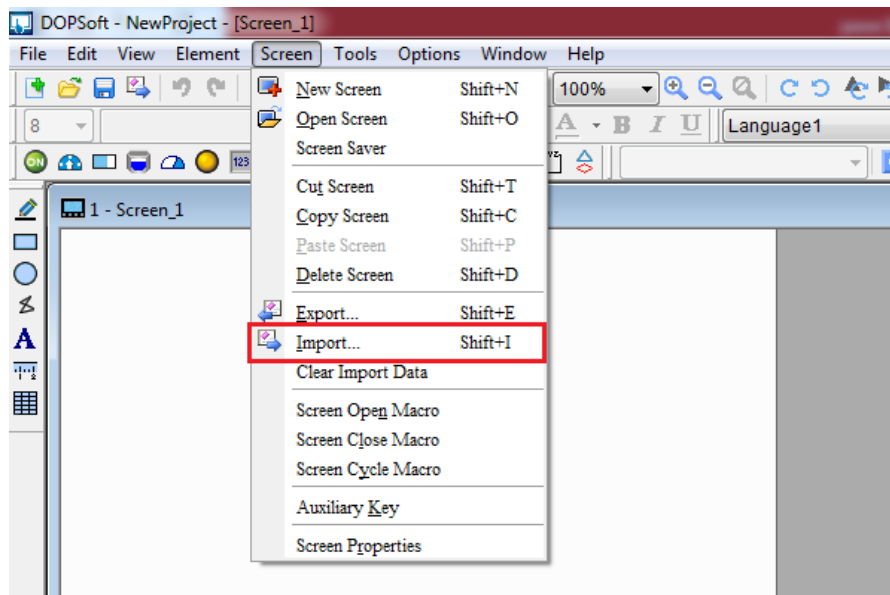 DOPSoft - NewProject - [Screen_1]
File Edit View Element Screen Tools Options Window Help
100%
8
A B I U Language1
ON 123
1 - Screen_1
A
New Screen Shift+N
Open Screen Shift+O
Screen Saver
Cut Screen Shift+T
Copy Screen Shift+C
Paste Screen Shift+P
Delete Screen Shift+D
Export... Shift+E
Import... Shift+I
Clear Import Data
Screen Open Macro
Screen Close Macro
Screen Cycle Macro
Auxiliary Key
Screen Properties